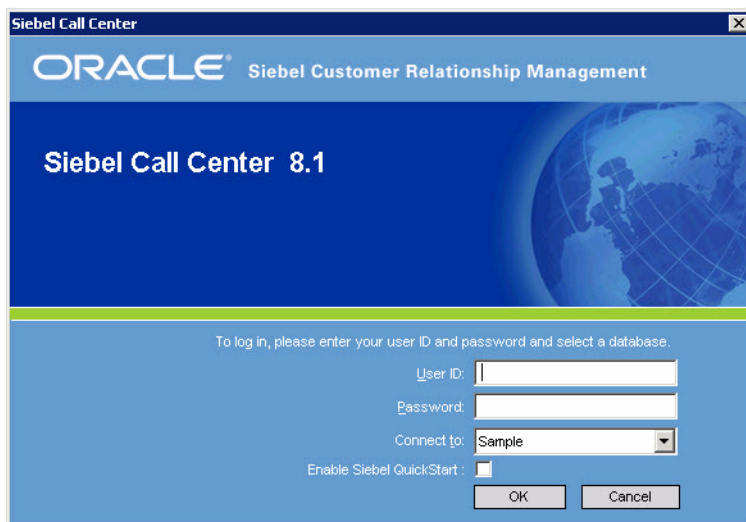 Siebel Call Center
ORACLE® Siebel Customer Relationship Management
Siebel Call Center 8.1
To log in, please enter your user ID and password and select a database.
User ID:
Password:
Connect to: Sample
Enable Siebel QuickStart :
OK Cancel